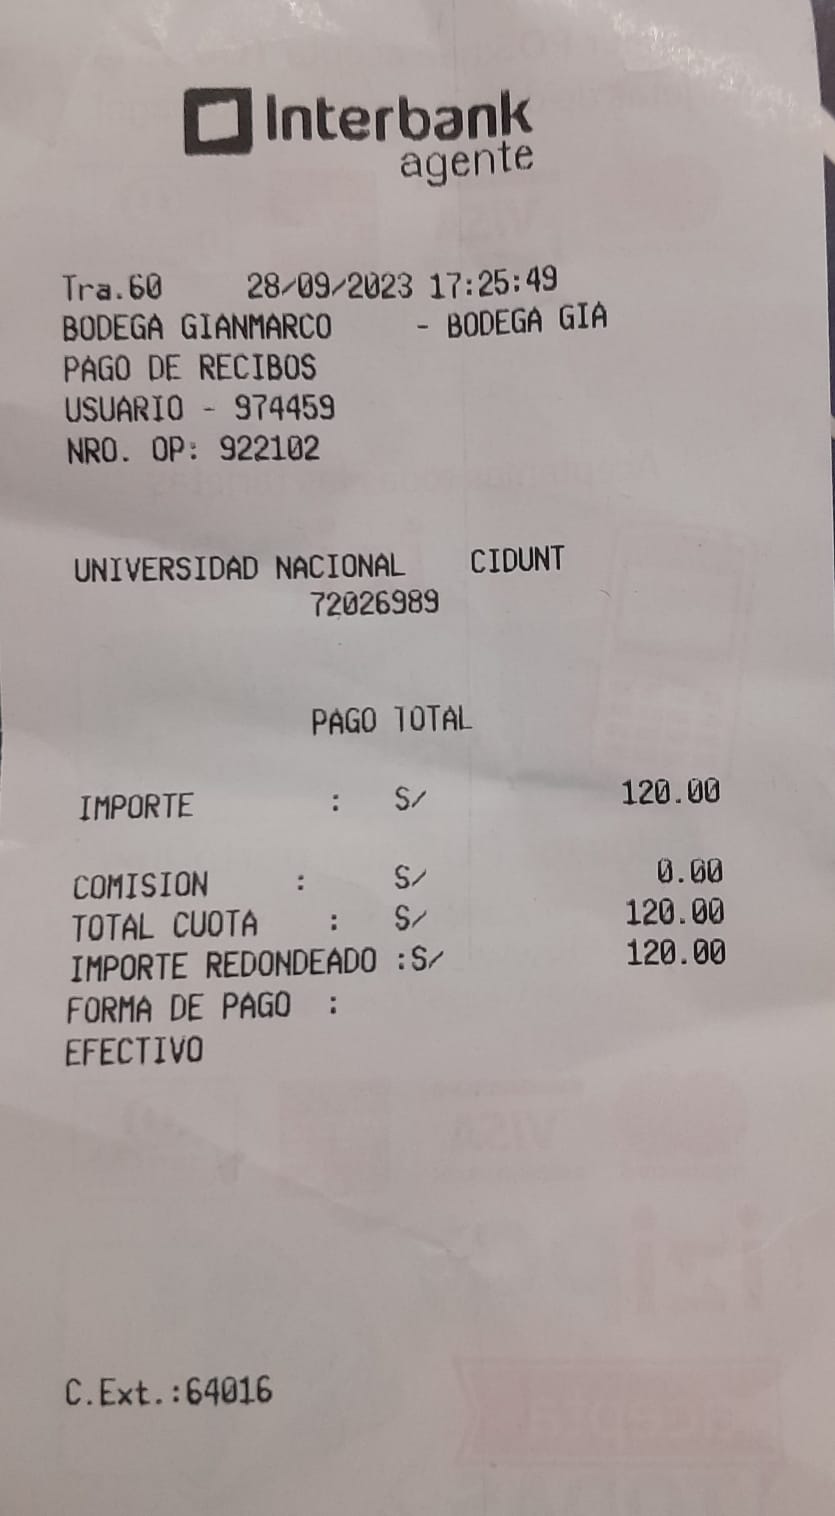 Interbank
agente
Tra.60 28/09/2023 17:25:49
BODEGA GIANMARCO - BODEGA GIA
PAGO DE RECIBOS
USUARIO - 974459
NRO. OP: 922102
UNIVERSIDAD NACIONAL CIDUNT
72026989
PAGO TOTAL
IMPORTE : S/ 120.00
COMISION : S/ 0.00
TOTAL CUOTA : S/ 120.00
IMPORTE REDONDEADO :S/ 120.00
FORMA DE PAGO :
EFECTIVO
C.Ext.:64016